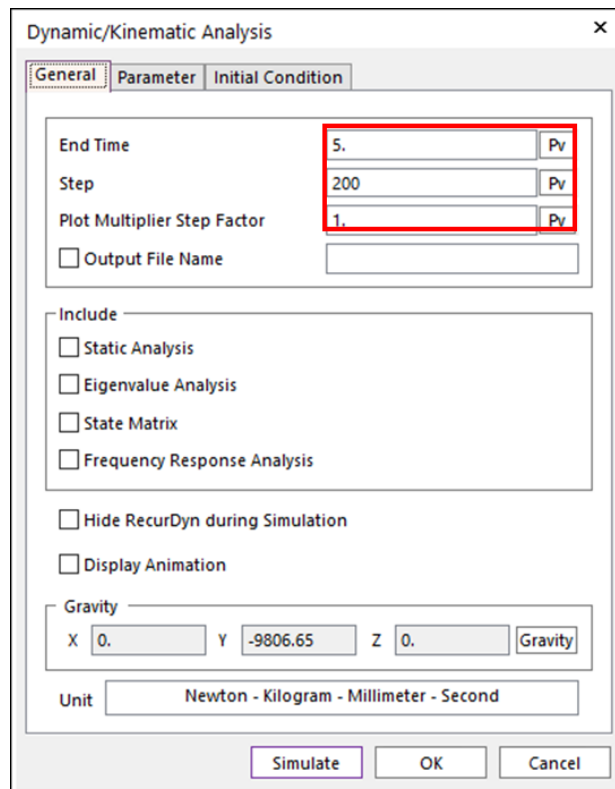 Dynamic/Kinematic Analysis ×
General Parameter Initial Condition
End Time 5. Pv
Step 200 Pv
Plot Multiplier Step Factor 1. Pv
Output File Name
Include
Static Analysis
Eigenvalue Analysis
State Matrix
Frequency Response Analysis
Hide RecurDyn during Simulation
Display Animation
Gravity
X 0. Y -9806.65 Z 0. Gravity
Unit Newton - Kilogram - Millimeter - Second
Simulate OK Cancel